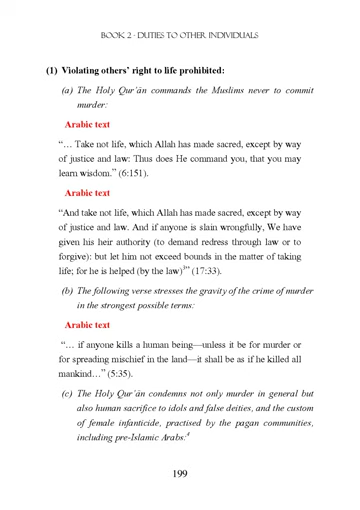 BOOK 2 - DUTIES TO OTHER INDIVIDUALS
(1) Violating others' right to life prohibited:
(a) The Holy Qur'ān commands the Muslims never to commit
murder:
Arabic text
“… Take not life, which Allah has made sacred, except by way
of justice and law: Thus does He command you, that you may
learn wisdom.” (6:151).
Arabic text
“And take not life, which Allah has made sacred, except by way
of justice and law. And if anyone is slain wrongfully, We have
given his heir authority (to demand redress through law or to
forgive): but let him not exceed bounds in the matter of taking
life; for he is helped (by the law)3” (17:33).
(b) The following verse stresses the gravity of the crime of murder
in the strongest possible terms:
Arabic text
“… if anyone kills a human being—unless it be for murder or
for spreading mischief in the land—it shall be as if he killed all
mankind…” (5:35).
(c) The Holy Qur'ān condemns not only murder in general but
also human sacrifice to idols and false deities, and the custom
of female infanticide, practised by the pagan communities,
including pre-Islamic Arabs:4
199